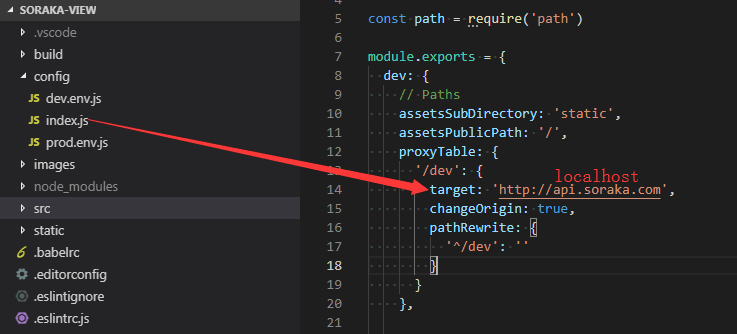 SORAKA-VIEW
.vscode
build
config
JS dev.env.js
JS index.js
JS prod.env.js
images
node_modules
src
static
.babelrc
.editorconfig
.eslintignore
.eslintrc.js
4
5 const path = require('path')
6
7 module.exports = {
8 dev: {
9 // Paths
10 assetsSubDirectory: 'static',
11 assetsPublicPath: '/',
12 proxyTable: {
13 '/dev': {
localhost
14 target: 'http://api.soraka.com',
15 changeOrigin: true,
16 pathRewrite: {
17 '^/dev': ''
18 }
19 }
20 },
21